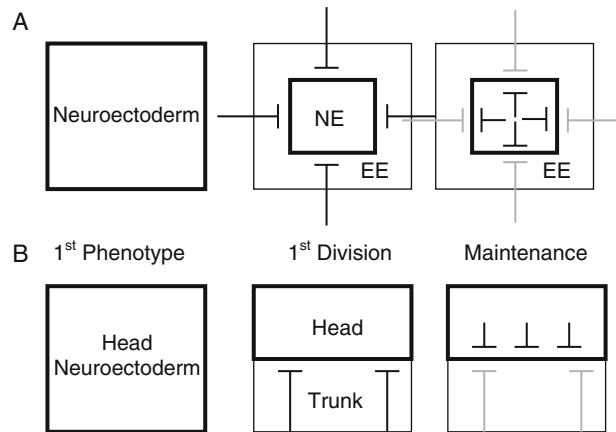 A
Neuroectoderm
NE
EE
EE
B
1st Phenotype
1st Division
Maintenance
Head
Neuroectoderm
Head
Trunk